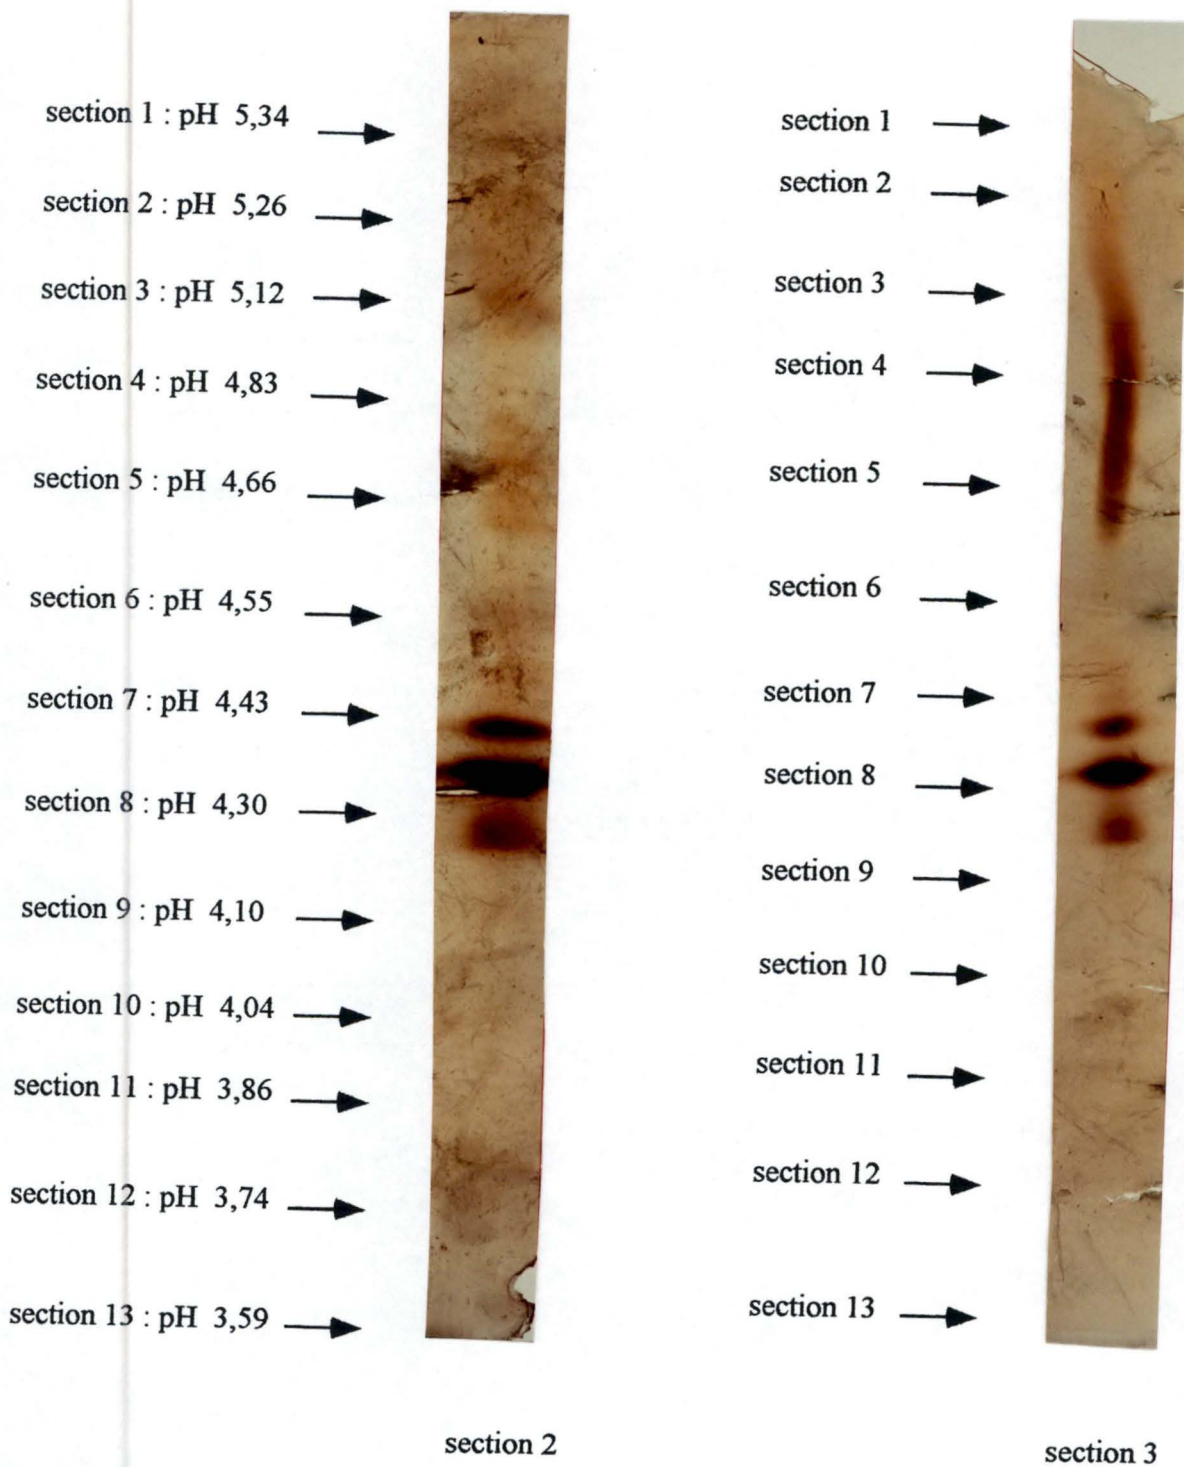 section 1 : pH 5,34
section 2 : pH 5,26
section 3 : pH 5,12
section 4 : pH 4,83
section 5 : pH 4,66
section 6 : pH 4,55
section 7 : pH 4,43
section 8 : pH 4,30
section 9 : pH 4,10
section 10 : pH 4,04
section 11 : pH 3,86
section 12 : pH 3,74
section 13 : pH 3,59
section 2
section 1
section 2
section 3
section 4
section 5
section 6
section 7
section 8
section 9
section 10
section 11
section 12
section 13
section 3